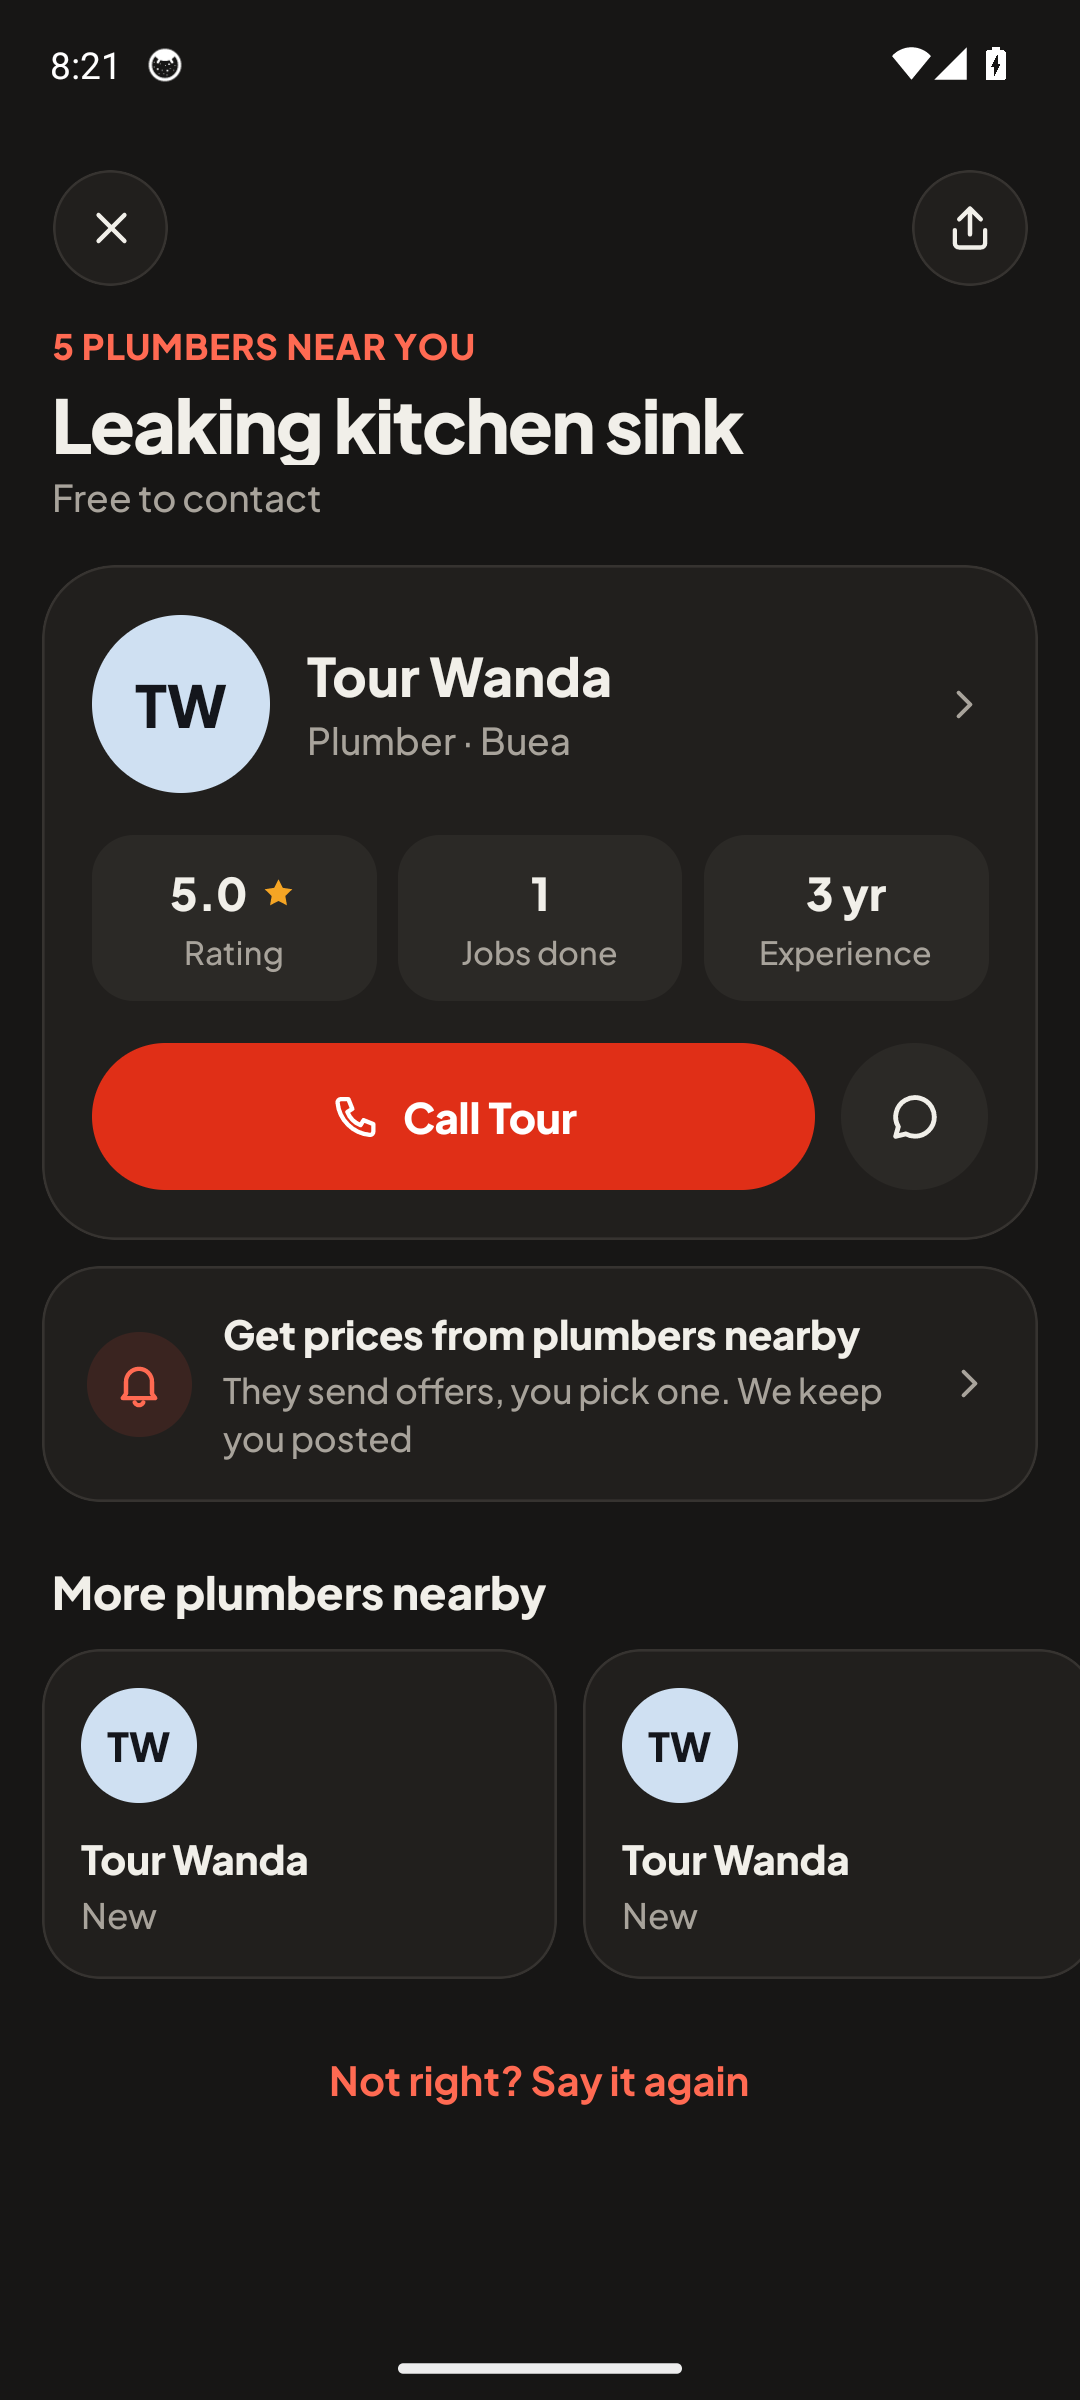 8:21
5 PLUMBERS NEAR YOU
Leaking kitchen sink
Free to contact
TW
Tour Wanda
Plumber · Buea
5.0
Rating
1
Jobs done
3 yr
Experience
Call Tour
Get prices from plumbers nearby
They send offers, you pick one. We keep
you posted
More plumbers nearby
TW
Tour Wanda
New
TW
Tour Wanda
New
Not right? Say it again